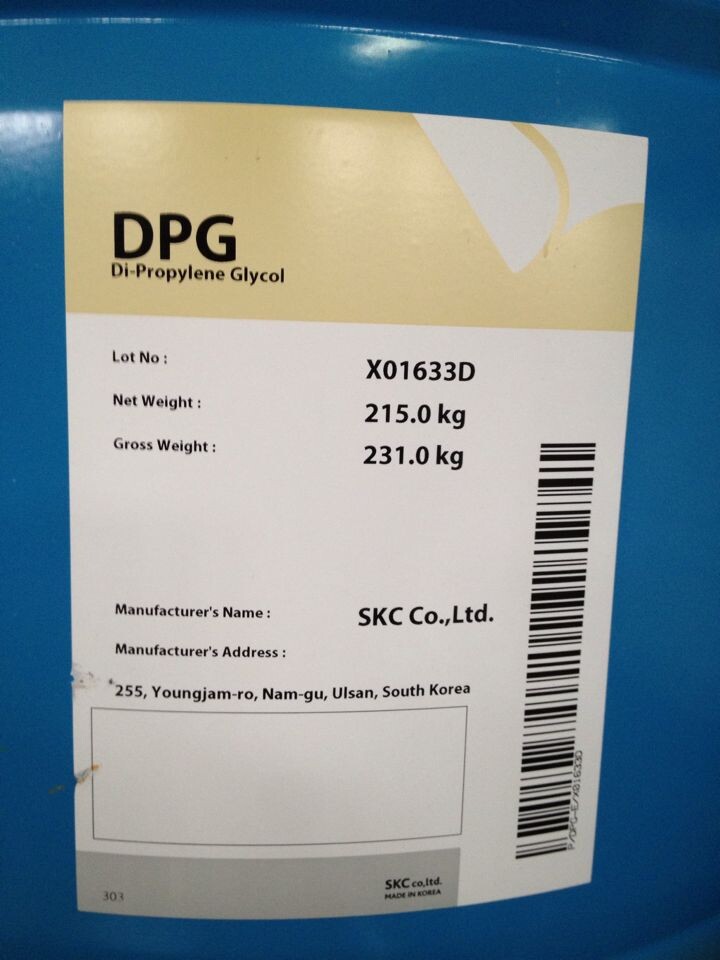 DPG
Di-Propylene Glycol
Lot No : X01633D
Net Weight : 215.0 kg
Gross Weight : 231.0 kg
Manufacturer's Name : SKC Co.,Ltd.
Manufacturer's Address :
255, Youngjam-ro, Nam-gu, Ulsan, South Korea
P/DPG-E/X01633D
303
SKC co,ltd.
MADE IN KOREA